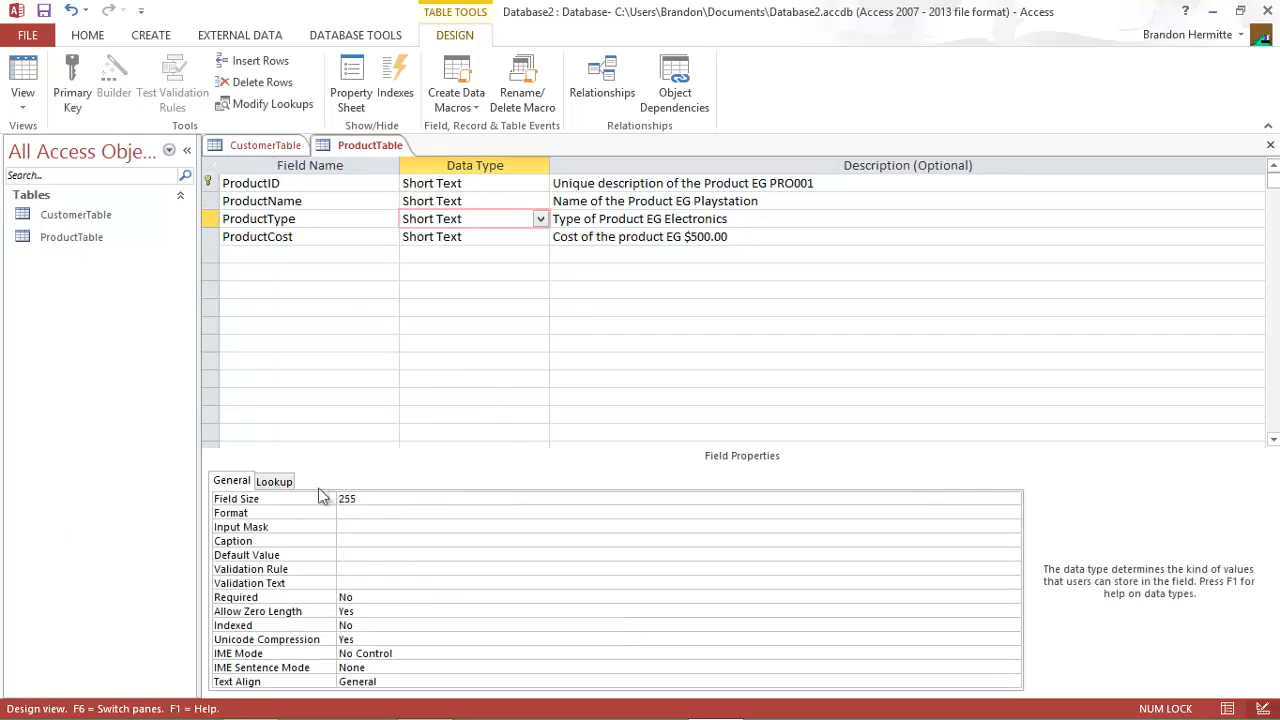 TABLE TOOLS
Database2 : Database- C:\Users\Brandon\Documents\Database2.accdb (Access 2007 - 2013 file format) - Access
?
FILE HOME CREATE EXTERNAL DATA DATABASE TOOLS DESIGN
Brandon Hermitte
View
Primary Key
Builder
Test Validation Rules
Insert Rows
Delete Rows
Modify Lookups
Property Sheet
Indexes
Create Data Macros
Rename/ Delete Macro
Relationships
Object Dependencies
Views Tools Show/Hide Field, Record & Table Events Relationships
All Access Obje...
Search...
Tables
CustomerTable
ProductTable
CustomerTable ProductTable
Field Name Data Type Description (Optional)
ProductID Short Text Unique description of the Product EG PRO001
ProductName Short Text Name of the Product EG Playstation
ProductType Short Text Type of Product EG Electronics
ProductCost Short Text Cost of the product EG $500.00
Field Properties
General Lookup
Field Size 255
Format
Input Mask
Caption
Default Value
Validation Rule
Validation Text
Required No
Allow Zero Length Yes
Indexed No
Unicode Compression Yes
IME Mode No Control
IME Sentence Mode None
Text Align General
The data type determines the kind of values
that users can store in the field. Press F1 for
help on data types.
Design view. F6 = Switch panes. F1 = Help.
NUM LOCK